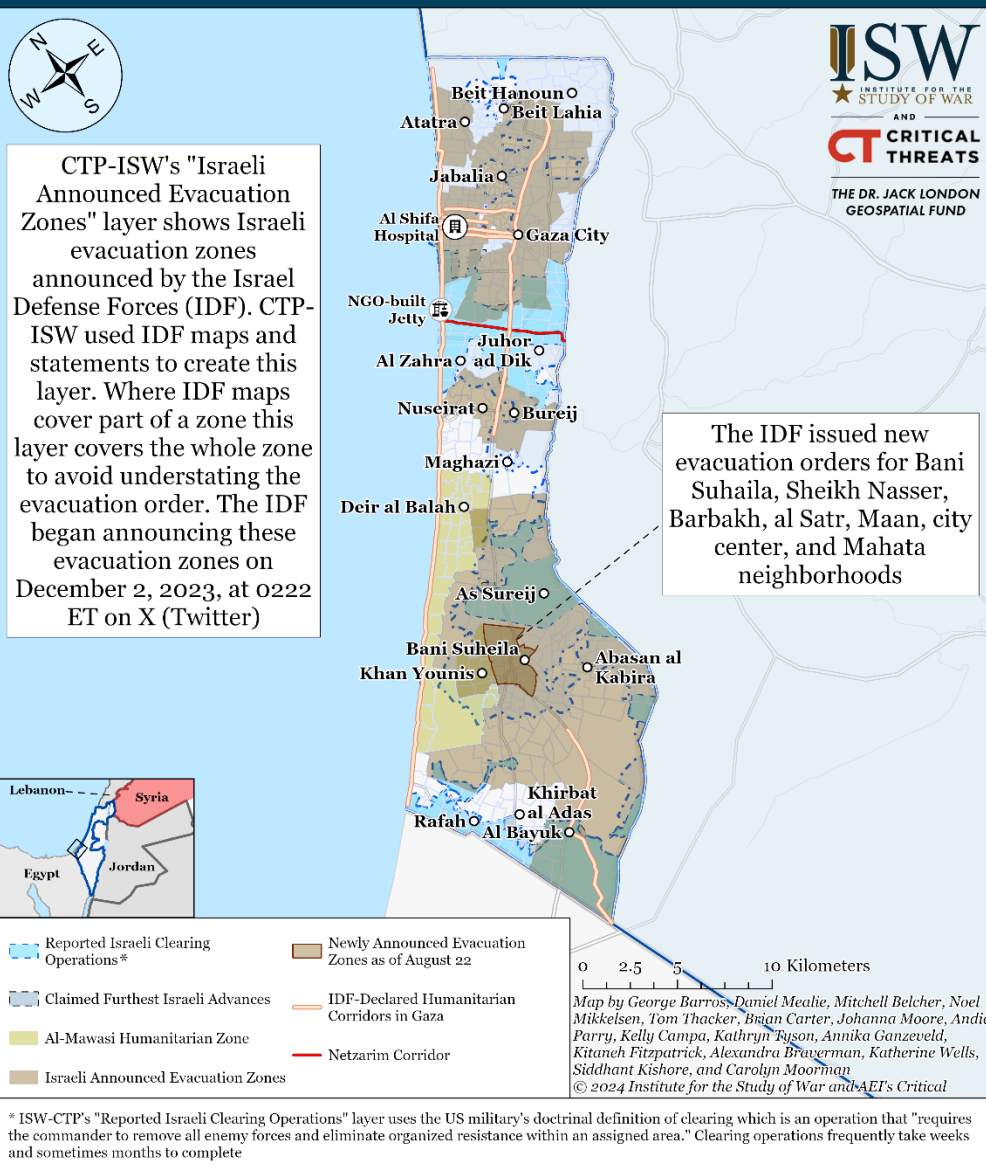 N
E
W
S
ISW
INSTITUTE FOR THE
STUDY OF WAR
AND
CT CRITICAL
THREATS
THE DR. JACK LONDON
GEOSPATIAL FUND
CTP-ISW's "Israeli
Announced Evacuation
Zones" layer shows Israeli
evacuation zones
announced by the Israel
Defense Forces (IDF). CTP-
ISW used IDF maps and
statements to create this
layer. Where IDF maps
cover part of a zone this
layer covers the whole zone
to avoid understating the
evacuation order. The IDF
began announcing these
evacuation zones on
December 2, 2023, at 0222
ET on X (Twitter)
Beit Hanoun
Beit Lahia
Atatra
Jabalia
Al Shifa
Hospital
Gaza City
NGO-built
Jetty
Juhor
ad Dik
Al Zahra
Nuseirat
Bureij
Maghazi
Deir al Balah
The IDF issued new
evacuation orders for Bani
Suhaila, Sheikh Nasser,
Barbakh, al Satr, Maan, city
center, and Mahata
neighborhoods
As Sureij
Bani Suheila
Khan Younis
Abasan al
Kabira
Khirbat
al Adas
Rafah
Al Bayuk
Lebanon
Syria
Egypt
Jordan
Reported Israeli Clearing
Operations*
Claimed Furthest Israeli Advances
Al-Mawasi Humanitarian Zone
Israeli Announced Evacuation Zones
Newly Announced Evacuation
Zones as of August 22
IDF-Declared Humanitarian
Corridors in Gaza
Netzarim Corridor
0 2.5 5 10 Kilometers
Map by George Barros, Daniel Mealie, Mitchell Belcher, Noel
Mikkelsen, Tom Thacker, Brian Carter, Johanna Moore, Andie
Parry, Kelly Campa, Kathryn Tyson, Annika Ganzeveld,
Kitaneh Fitzpatrick, Alexandra Braverman, Katherine Wells,
Siddhant Kishore, and Carolyn Moorman
© 2024 Institute for the Study of War and AEI's Critical
* ISW-CTP's "Reported Israeli Clearing Operations" layer uses the US military's doctrinal definition of clearing which is an operation that "requires
the commander to remove all enemy forces and eliminate organized resistance within an assigned area." Clearing operations frequently take weeks
and sometimes months to complete